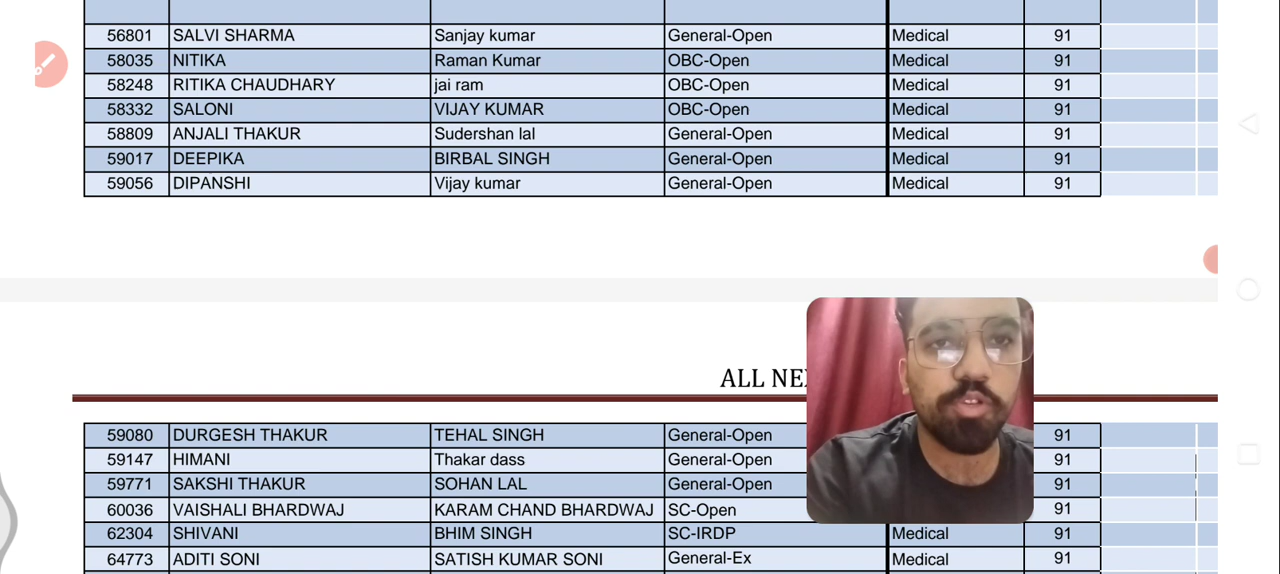 56801 SALVI SHARMA Sanjay kumar General-Open Medical 91
58035 NITIKA Raman Kumar OBC-Open Medical 91
58248 RITIKA CHAUDHARY jai ram OBC-Open Medical 91
58332 SALONI VIJAY KUMAR OBC-Open Medical 91
58809 ANJALI THAKUR Sudershan lal General-Open Medical 91
59017 DEEPIKA BIRBAL SINGH General-Open Medical 91
59056 DIPANSHI Vijay kumar General-Open Medical 91
ALL
59080 DURGESH THAKUR TEHAL SINGH General-Open 91
59147 HIMANI Thakar dass General-Open 91
59771 SAKSHI THAKUR SOHAN LAL General-Open 91
60036 VAISHALI BHARDWAJ KARAM CHAND BHARDWAJ SC-Open 91
62304 SHIVANI BHIM SINGH SC-IRDP Medical 91
64773 ADITI SONI SATISH KUMAR SONI General-Ex Medical 91